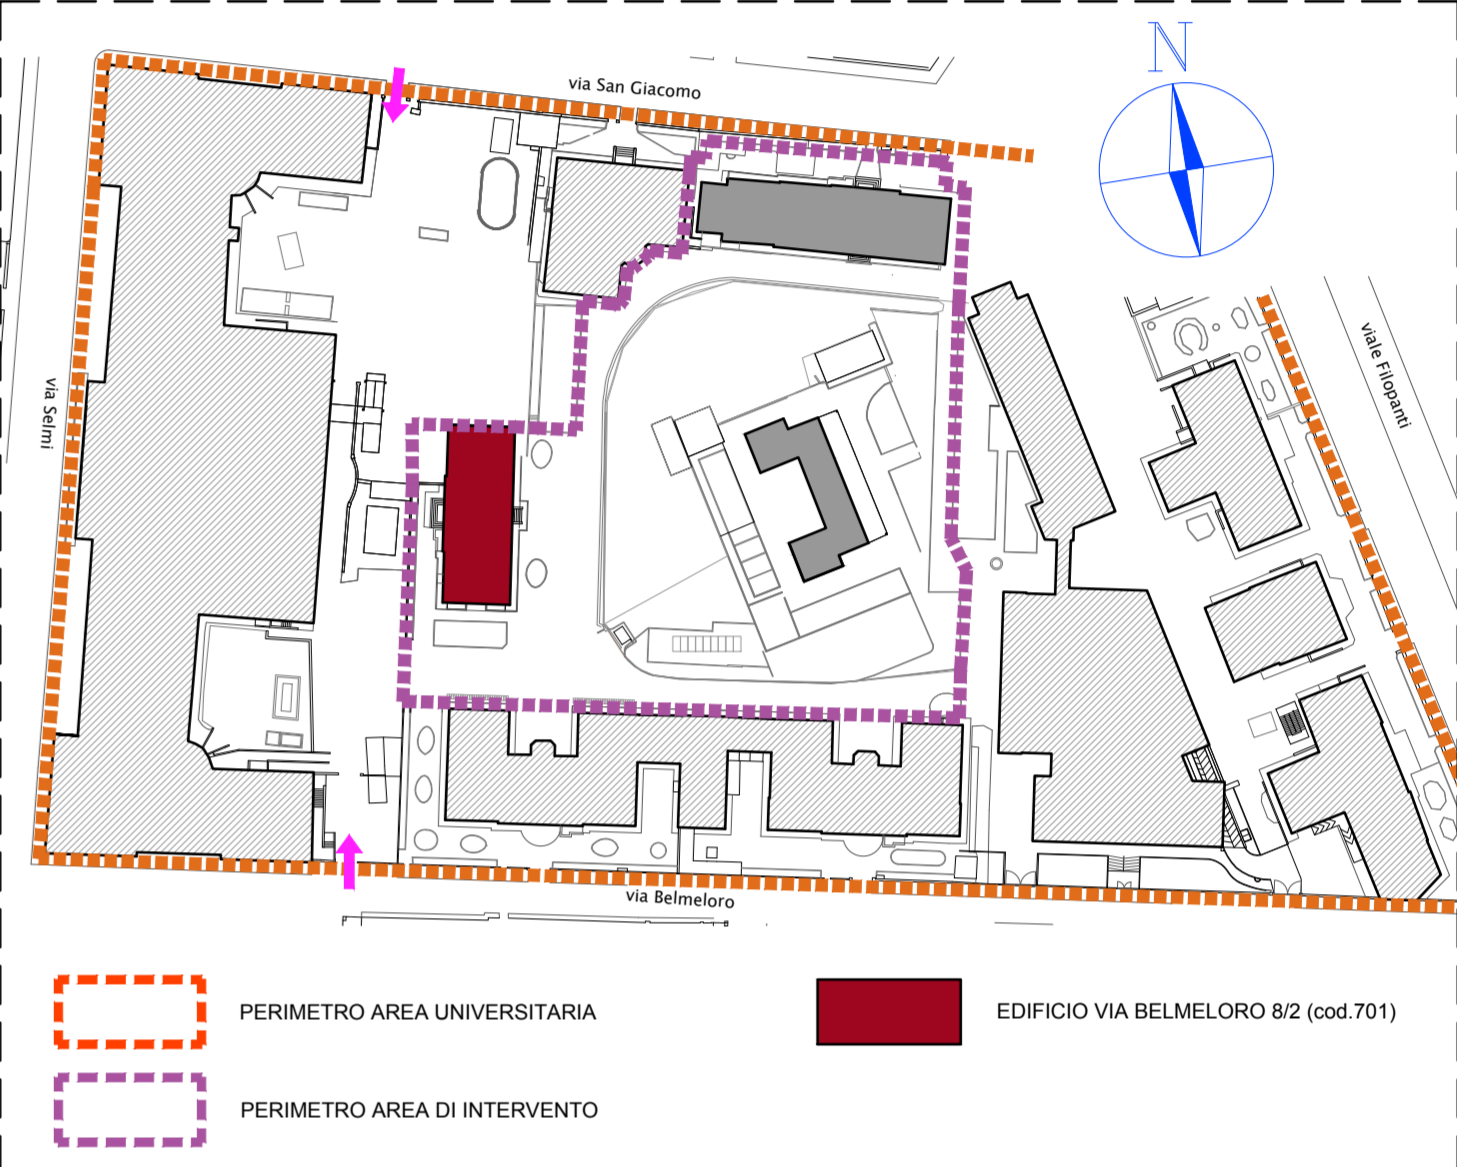 N
via San Giacomo
via Selmi
viale Filopanti
via Belmeloro
PERIMETRO AREA UNIVERSITARIA
EDIFICIO VIA BELMELORO 8/2 (cod.701)
PERIMETRO AREA DI INTERVENTO